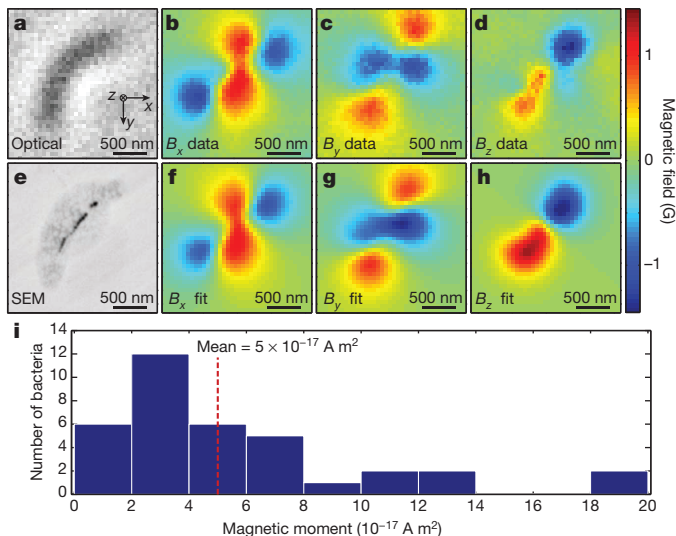 a
Optical
z
x
y
500 nm
b
Bx data
500 nm
c
By data
500 nm
d
Bz data
500 nm
e
SEM
500 nm
f
Bx fit
500 nm
g
By fit
500 nm
h
Bz fit
500 nm
1
0
−1
Magnetic field (G)
i
Mean = 5 × 10⁻¹⁷ A m²
14
12
10
8
6
4
2
0
Number of bacteria
0 2 4 6 8 10 12 14 16 18 20
Magnetic moment (10⁻¹⁷ A m²)